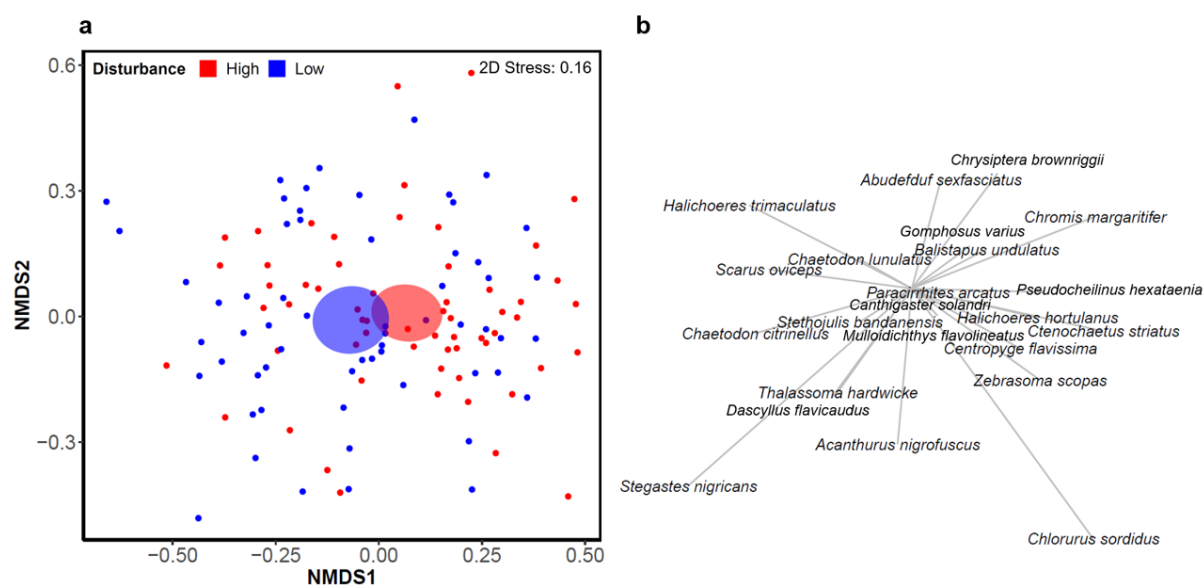 a
Disturbance High Low
2D Stress: 0.16
0.6
0.3
0.0
−0.3
NMDS2
−0.50
−0.25
0.00
0.25
0.50
NMDS1
b
Chrysiptera brownriggii
Abudefduf sexfasciatus
Halichoeres trimaculatus
Chromis margaritifer
Gomphosus varius
Balistapus undulatus
Chaetodon lunulatus
Scarus oviceps
Paracirrhites arcatus
Pseudocheilinus hexataenia
Canthigaster solandri
Halichoeres hortulanus
Stethojulis bandanensis
Chaetodon citrinellus
Ctenochaetus striatus
Mulloidichthys flavolineatus
Centropyge flavissima
Zebrasoma scopas
Thalassoma hardwicke
Dascyllus flavicaudus
Acanthurus nigrofuscus
Stegastes nigricans
Chlorurus sordidus